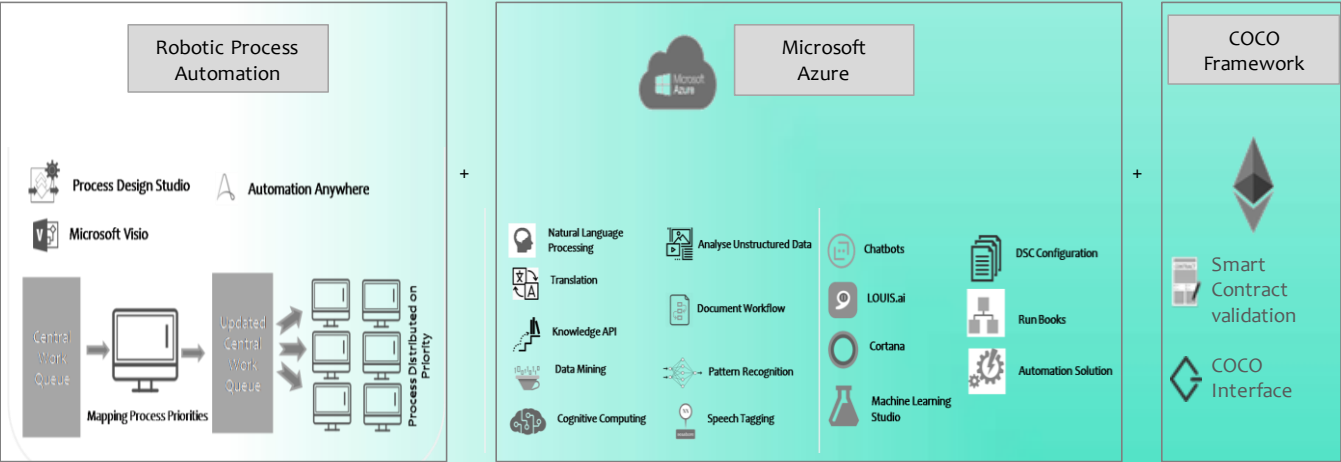 Robotic Process
Automation
Process Design Studio
Automation Anywhere
Microsoft Visio
Central
Work
Queue
Mapping Process Priorities
Updated
Central
Work
Queue
Process Distributed on
Priority
+
Microsoft
Azure
Microsoft
Azure
Natural Language
Processing
Translation
Knowledge API
Data Mining
Cognitive Computing
Analyse Unstructured Data
Document Workflow
Pattern Recognition
Speech Tagging
Chatbots
LOUIS.ai
Cortana
Machine Learning
Studio
DSC Configuration
Run Books
Automation Solution
+
COCO
Framework
CONTRACT
Smart
Contract
validation
COCO
Interface